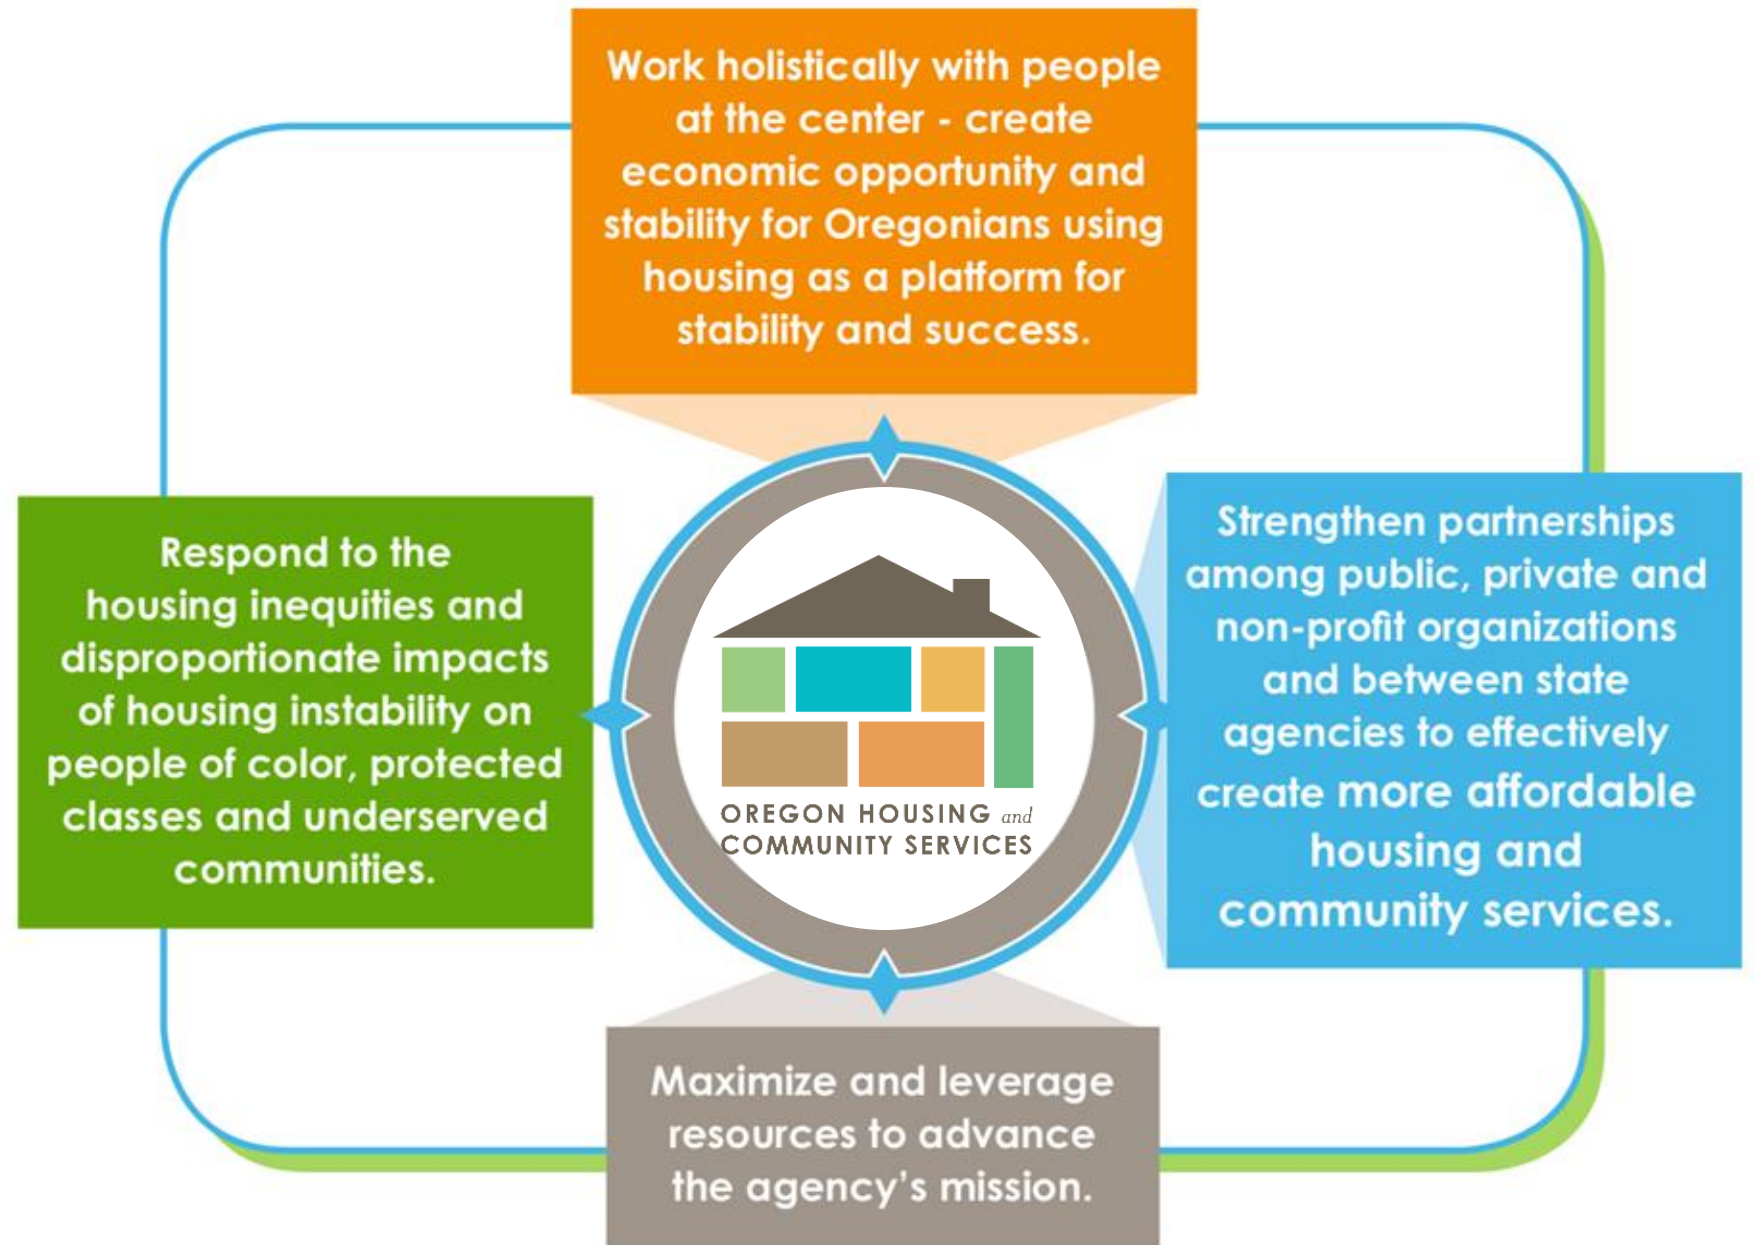 Work holistically with people
at the center - create
economic opportunity and
stability for Oregonians using
housing as a platform for
stability and success.
Respond to the
housing inequities and
disproportionate impacts
of housing instability on
people of color, protected
classes and underserved
communities.
OREGON HOUSING and
COMMUNITY SERVICES
Strengthen partnerships
among public, private and
non-profit organizations
and between state
agencies to effectively
create more affordable
housing and
community services.
Maximize and leverage
resources to advance
the agency's mission.